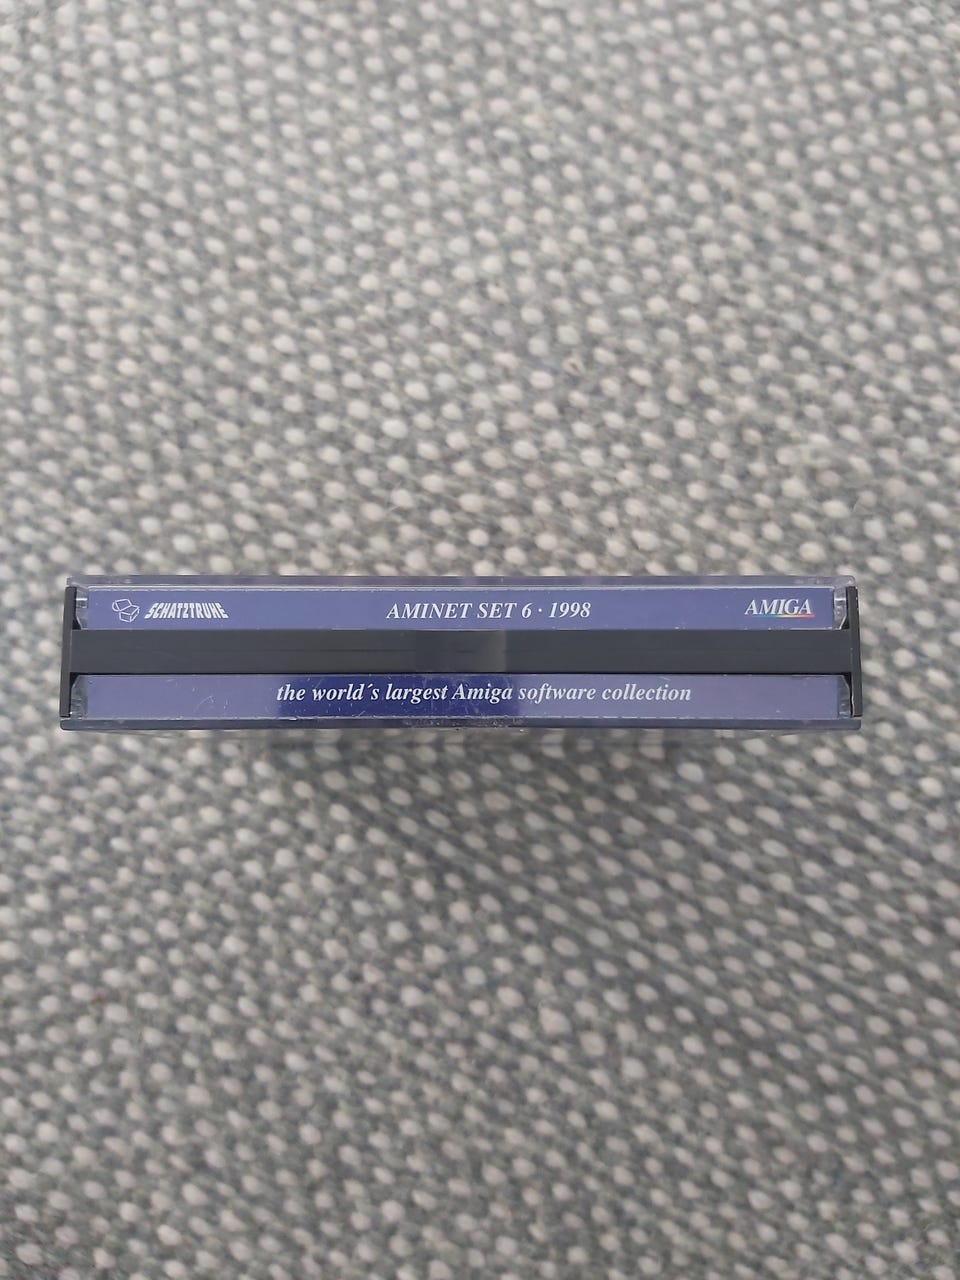 SCHATZTRUHE AMINET SET 6 · 1998 AMIGA
the world´s largest Amiga software collection